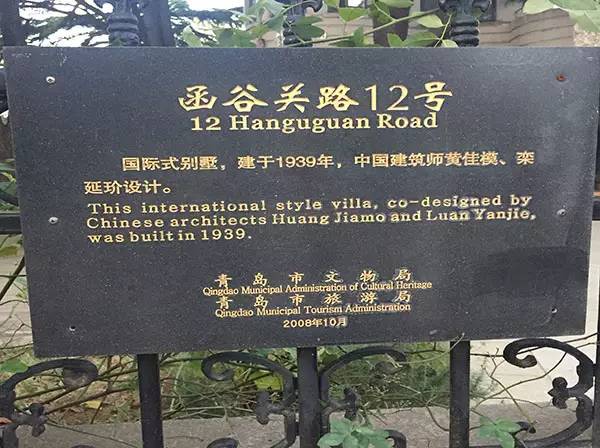 函谷关路12号
12 Hanguguan Road
国际式别墅，建于1939年，中国建筑师黄佳模、栾
延玠设计。
This international style villa, co-designed by
Chinese architects Huang Jiamo and Luan Yanjie,
was built in 1939.
青岛市文物局
Qingdao Municipal Administration of Cultural Heritage
青岛市旅游局
Qingdao Municipal Tourism Administration
2008年10月